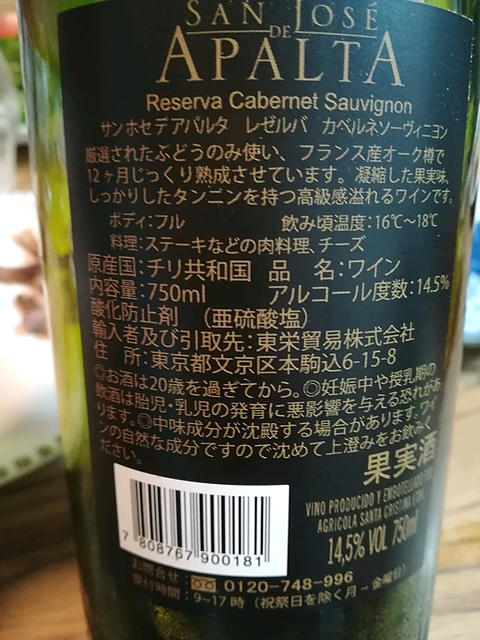 SAN JOSÉ
DE
APALTA
Reserva Cabernet Sauvignon
サンホセデアパルタ レゼルバ カベルネソーヴィニヨン
厳選されたぶどうのみ使い、フランス産オーク樽で
12ヶ月じっくり熟成させています。凝縮した果実味、
しっかりしたタンニンを持つ高級感溢れるワインです。
ボディ:フル 飲み頃温度:16℃~18℃
料理:ステーキなどの肉料理、チーズ
原産国:チリ共和国 品 名:ワイン
内容量:750ml アルコール度数:14.5%
酸化防止剤 (亜硫酸塩)
輸入者及び引取先:東栄貿易株式会社
住 所:東京都文京区本駒込6-15-8
◎お酒は20歳を過ぎてから。◎妊娠中や授乳期の
飲酒は胎児・乳児の発育に悪影響を与える恐れがあ
ります。◎中味成分が沈殿する場合があります。ワイ
ンの自然な成分ですので沈めて上澄みをお飲みく
ださい。
果実酒
VINO PRODUCIDO Y EMBOTELLADO POR
AGRICOLA SANTA CRISTINA LTDA.
14,5% VOL 750ml
7 808767 900181
お問合せ: 0120-748-996
受付時間:9~17時(祝祭日を除く月~金曜日)